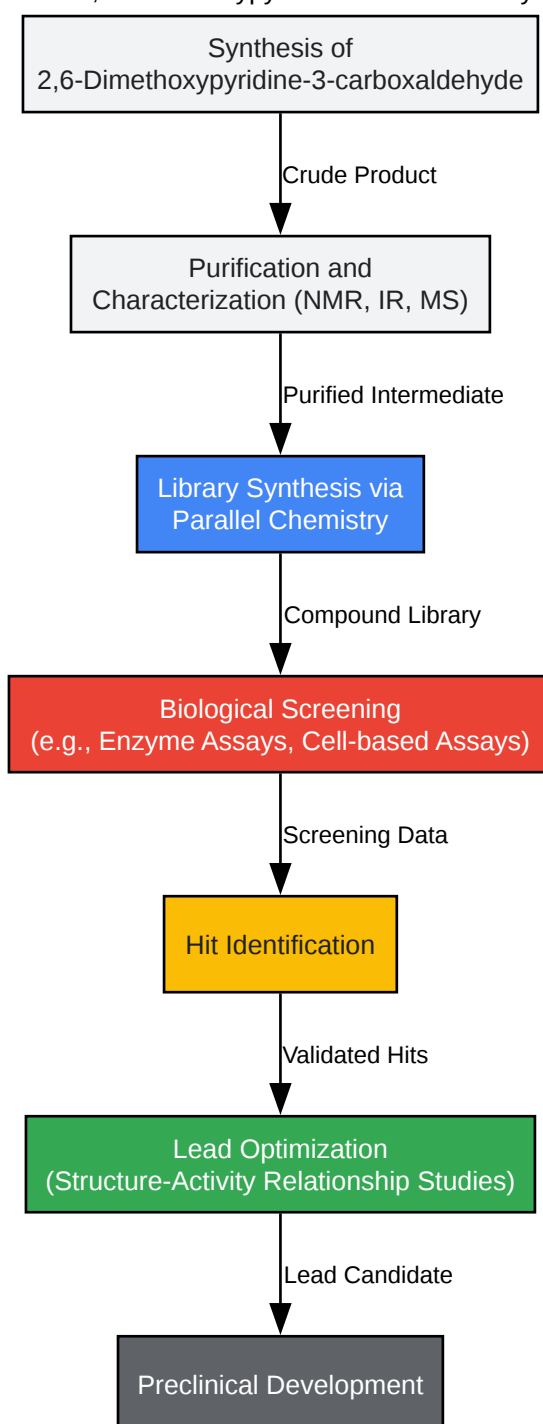 Synthesis of
2,6-Dimethoxypyridine-3-carboxaldehyde
Crude Product
Purification and
Characterization (NMR, IR, MS)
Purified Intermediate
Library Synthesis via
Parallel Chemistry
Compound Library
Biological Screening
(e.g., Enzyme Assays, Cell-based Assays)
Screening Data
Hit Identification
Validated Hits
Lead Optimization
(Structure-Activity Relationship Studies)
Lead Candidate
Preclinical Development